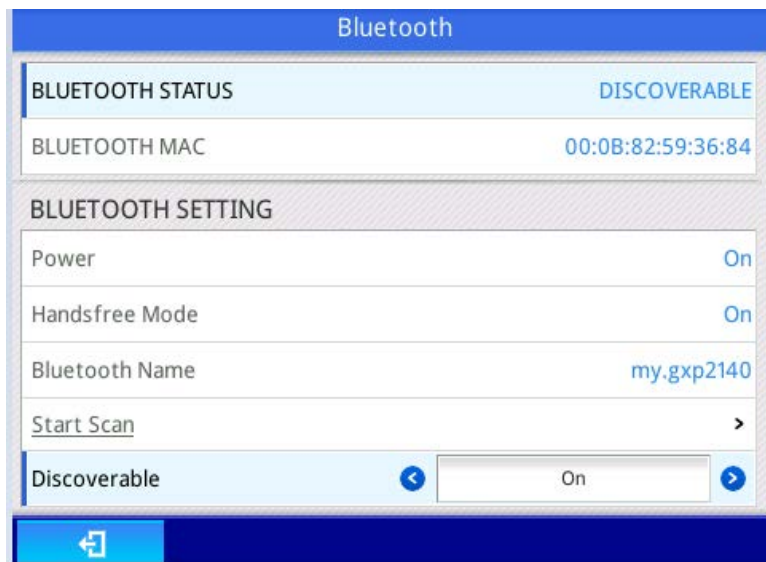 Bluetooth
BLUETOOTH STATUS DISCOVERABLE
BLUETOOTH MAC 00:0B:82:59:36:84
BLUETOOTH SETTING
Power On
Handsfree Mode On
Bluetooth Name my.gxp2140
Start Scan >
Discoverable On